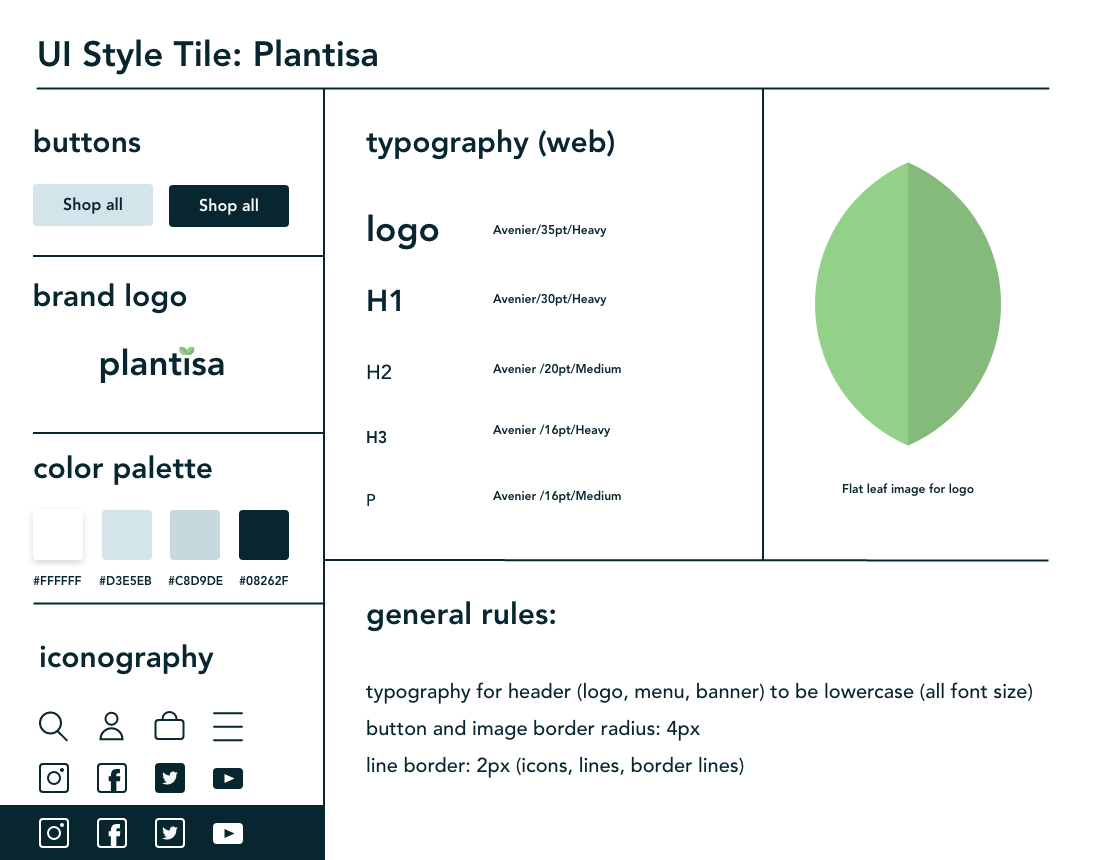 UI Style Tile: Plantisa
buttons
Shop all
Shop all
brand logo
plantisa
color palette
#FFFFFF
#D3E5EB
#C8D9DE
#08262F
iconography
typography (web)
logo
Avenier/35pt/Heavy
H1
Avenier/30pt/Heavy
H2
Avenier /20pt/Medium
H3
Avenier /16pt/Heavy
P
Avenier /16pt/Medium
Flat leaf image for logo
general rules:
typography for header (logo, menu, banner) to be lowercase (all font size)
button and image border radius: 4px
line border: 2px (icons, lines, border lines)